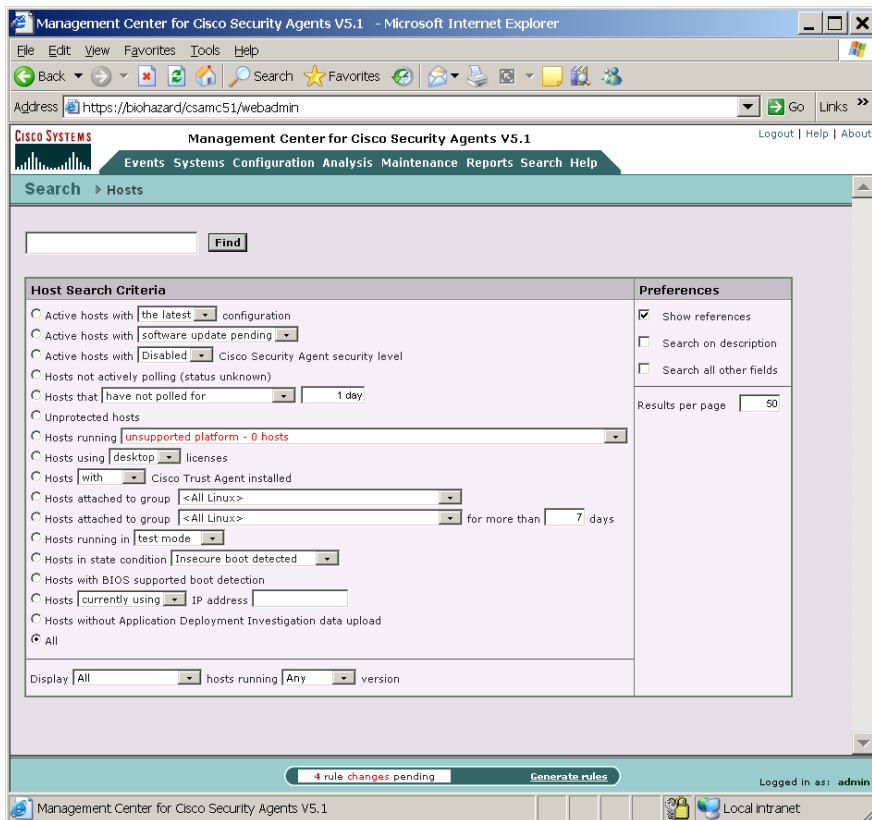 Management Center for Cisco Security Agents V5.1 - Microsoft Internet Explorer
File Edit View Favorites Tools Help
Back Search Favorites
Address https://biohazard/csamc51/webadmin Go Links »
CISCO SYSTEMS Management Center for Cisco Security Agents V5.1 Logout | Help | About
Events Systems Configuration Analysis Maintenance Reports Search Help
Search > Hosts
Find
Host Search Criteria Preferences
Active hosts with the latest configuration Show references
Active hosts with software update pending Search on description
Active hosts with Disabled Cisco Security Agent security level
Hosts not actively polling (status unknown) Search all other fields
Hosts that have not polled for 1 day Results per page 50
Unprotected hosts
Hosts running unsupported platform - 0 hosts
Hosts using desktop licenses
Hosts with Cisco Trust Agent installed
Hosts attached to group <All Linux>
Hosts attached to group <All Linux> for more than 7 days
Hosts running in test mode
Hosts in state condition Insecure boot detected
Hosts with BIOS supported boot detection
Hosts currently using IP address
Hosts without Application Deployment Investigation data upload
All
Display All hosts running Any version
4 rule changes pending Generate rules
Logged in as: admin
Management Center for Cisco Security Agents V5.1 Local intranet